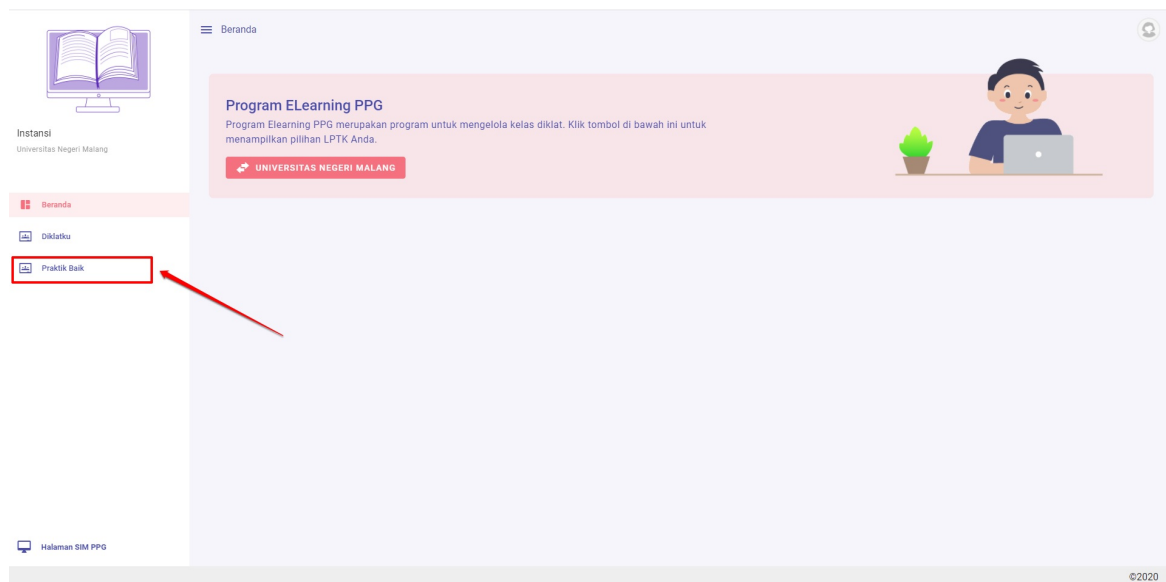 Beranda
Instansi
Universitas Negeri Malang
Beranda
Diklatku
Praktik Baik
Halaman SIM PPG
Program ELearning PPG
Program Elearning PPG merupakan program untuk mengelola kelas diklat. Klik tombol di bawah ini untuk
menampilkan pilihan LPTK Anda.
UNIVERSITAS NEGERI MALANG
©2020